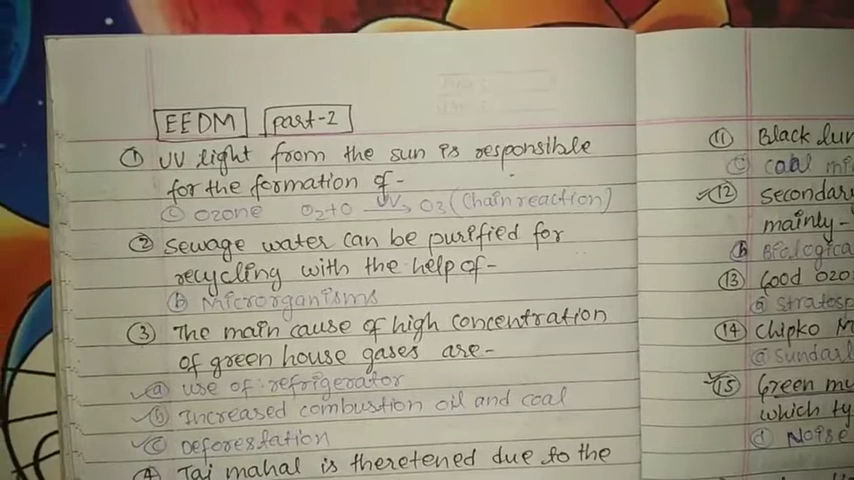 EEDM Part-2
① UV light from the sun is responsible
for the formation of-
ⓒ Ozone O2+O UV→ O3 (Chain reaction)
② Sewage water can be purified for
recycling with the help of-
ⓑ Microrganisms
③ The main cause of high concentration
of green house gases are-
ⓐ use of refrigerator
ⓑ Increased combustion oil and coal
ⓒ Deforestation
④ Taj mahal is theretened due to the
⑪ Black lun
ⓒ coal mi
⑫ Secondary
mainly-
ⓑ Biologica
⑬ Good ozo
ⓐ stratosp
⑭ Chipko M
ⓐ Sundarl
⑮ Green mu
which ty
ⓓ Noise